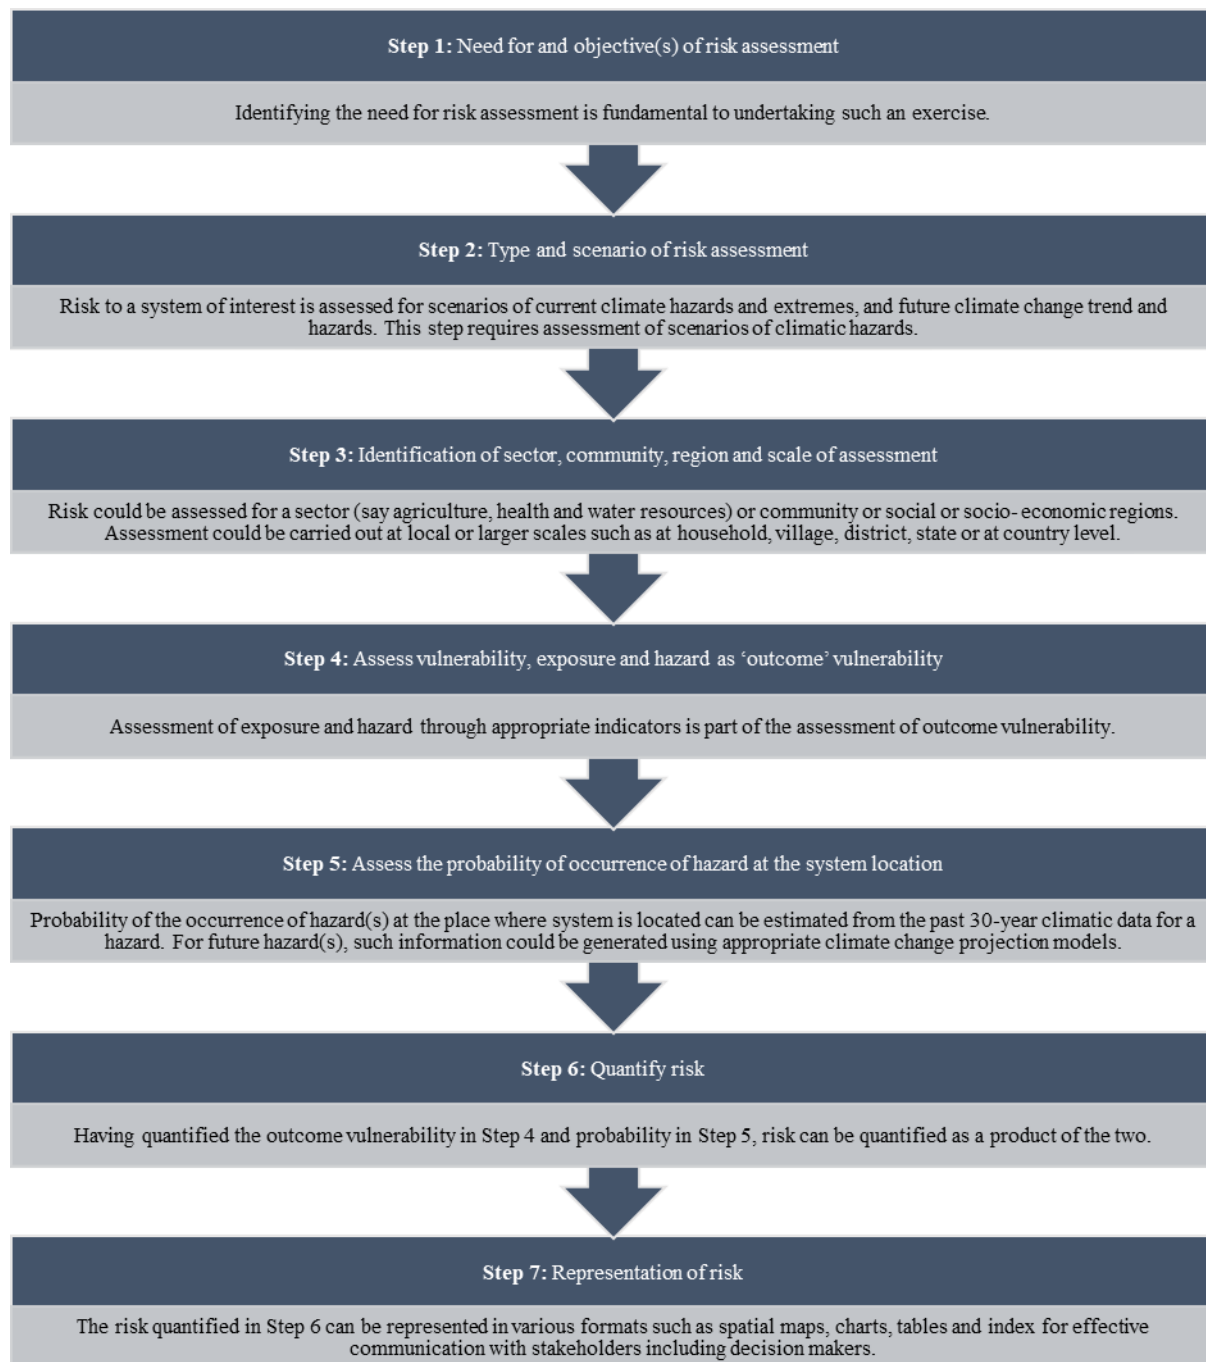 Step 1: Need for and objective(s) of risk assessment
Identifying the need for risk assessment is fundamental to undertaking such an exercise.
Step 2: Type and scenario of risk assessment
Risk to a system of interest is assessed for scenarios of current climate hazards and extremes, and future climate change trend and
hazards. This step requires assessment of scenarios of climatic hazards.
Step 3: Identification of sector, community, region and scale of assessment
Risk could be assessed for a sector (say agriculture, health and water resources) or community or social or socio- economic regions.
Assessment could be carried out at local or larger scales such as at household, village, district, state or at country level.
Step 4: Assess vulnerability, exposure and hazard as ‘outcome’ vulnerability
Assessment of exposure and hazard through appropriate indicators is part of the assessment of outcome vulnerability.
Step 5: Assess the probability of occurrence of hazard at the system location
Probability of the occurrence of hazard(s) at the place where system is located can be estimated from the past 30-year climatic data for a
hazard. For future hazard(s), such information could be generated using appropriate climate change projection models.
Step 6: Quantify risk
Having quantified the outcome vulnerability in Step 4 and probability in Step 5, risk can be quantified as a product of the two.
Step 7: Representation of risk
The risk quantified in Step 6 can be represented in various formats such as spatial maps, charts, tables and index for effective
communication with stakeholders including decision makers.